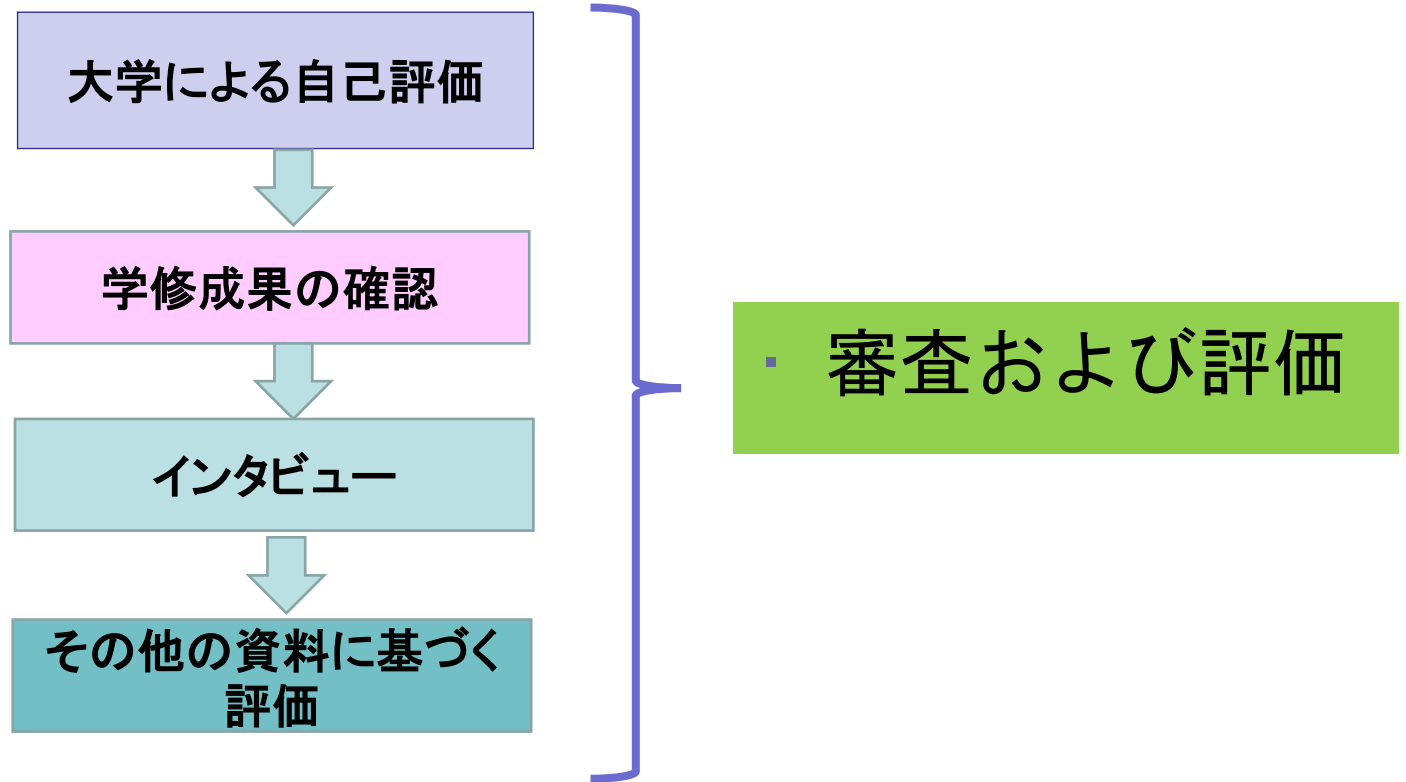 大学による自己評価
学修成果の確認
インタビュー
その他の資料に基づく
評価
▪ 審査および評価